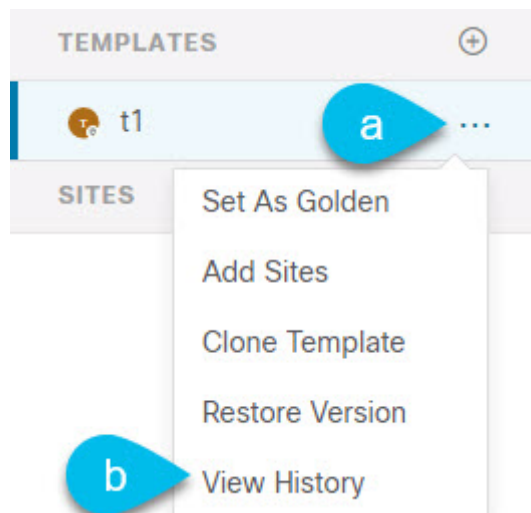 TEMPLATES
t1
a
...
SITES
Set As Golden
Add Sites
Clone Template
Restore Version
b
View History